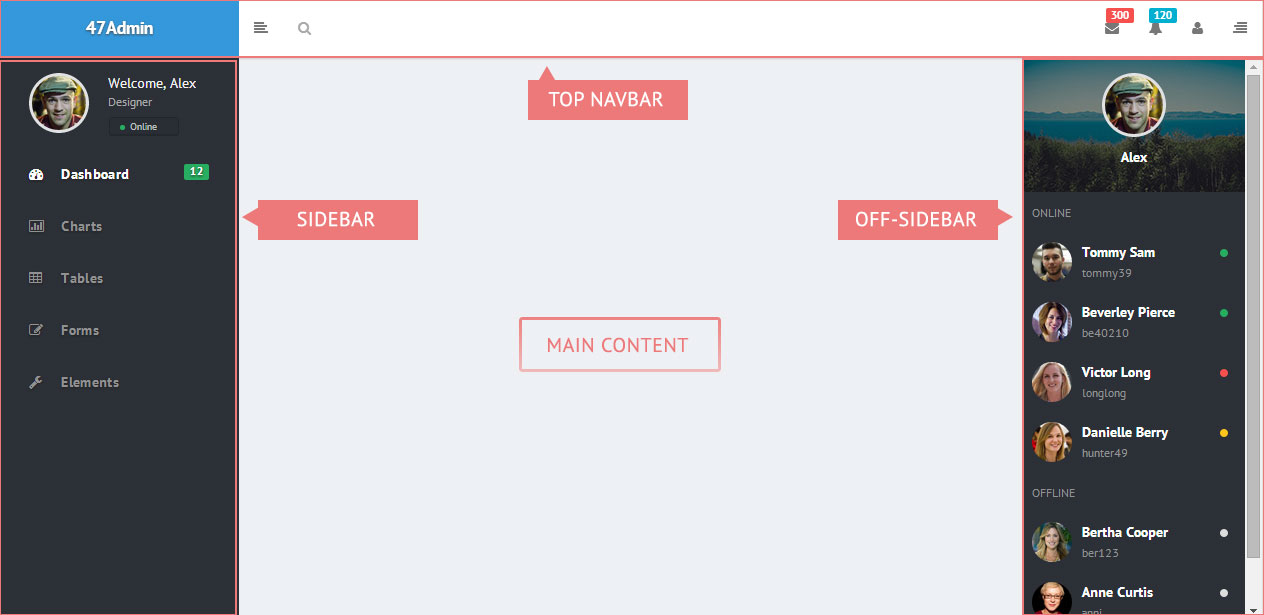 47Admin
300
120
Welcome, Alex
Designer
Online
Dashboard
12
Charts
Tables
Forms
Elements
TOP NAVBAR
SIDEBAR
OFF-SIDEBAR
MAIN CONTENT
Alex
ONLINE
Tommy Sam
tommy39
Beverley Pierce
be40210
Victor Long
longlong
Danielle Berry
hunter49
OFFLINE
Bertha Cooper
ber123
Anne Curtis